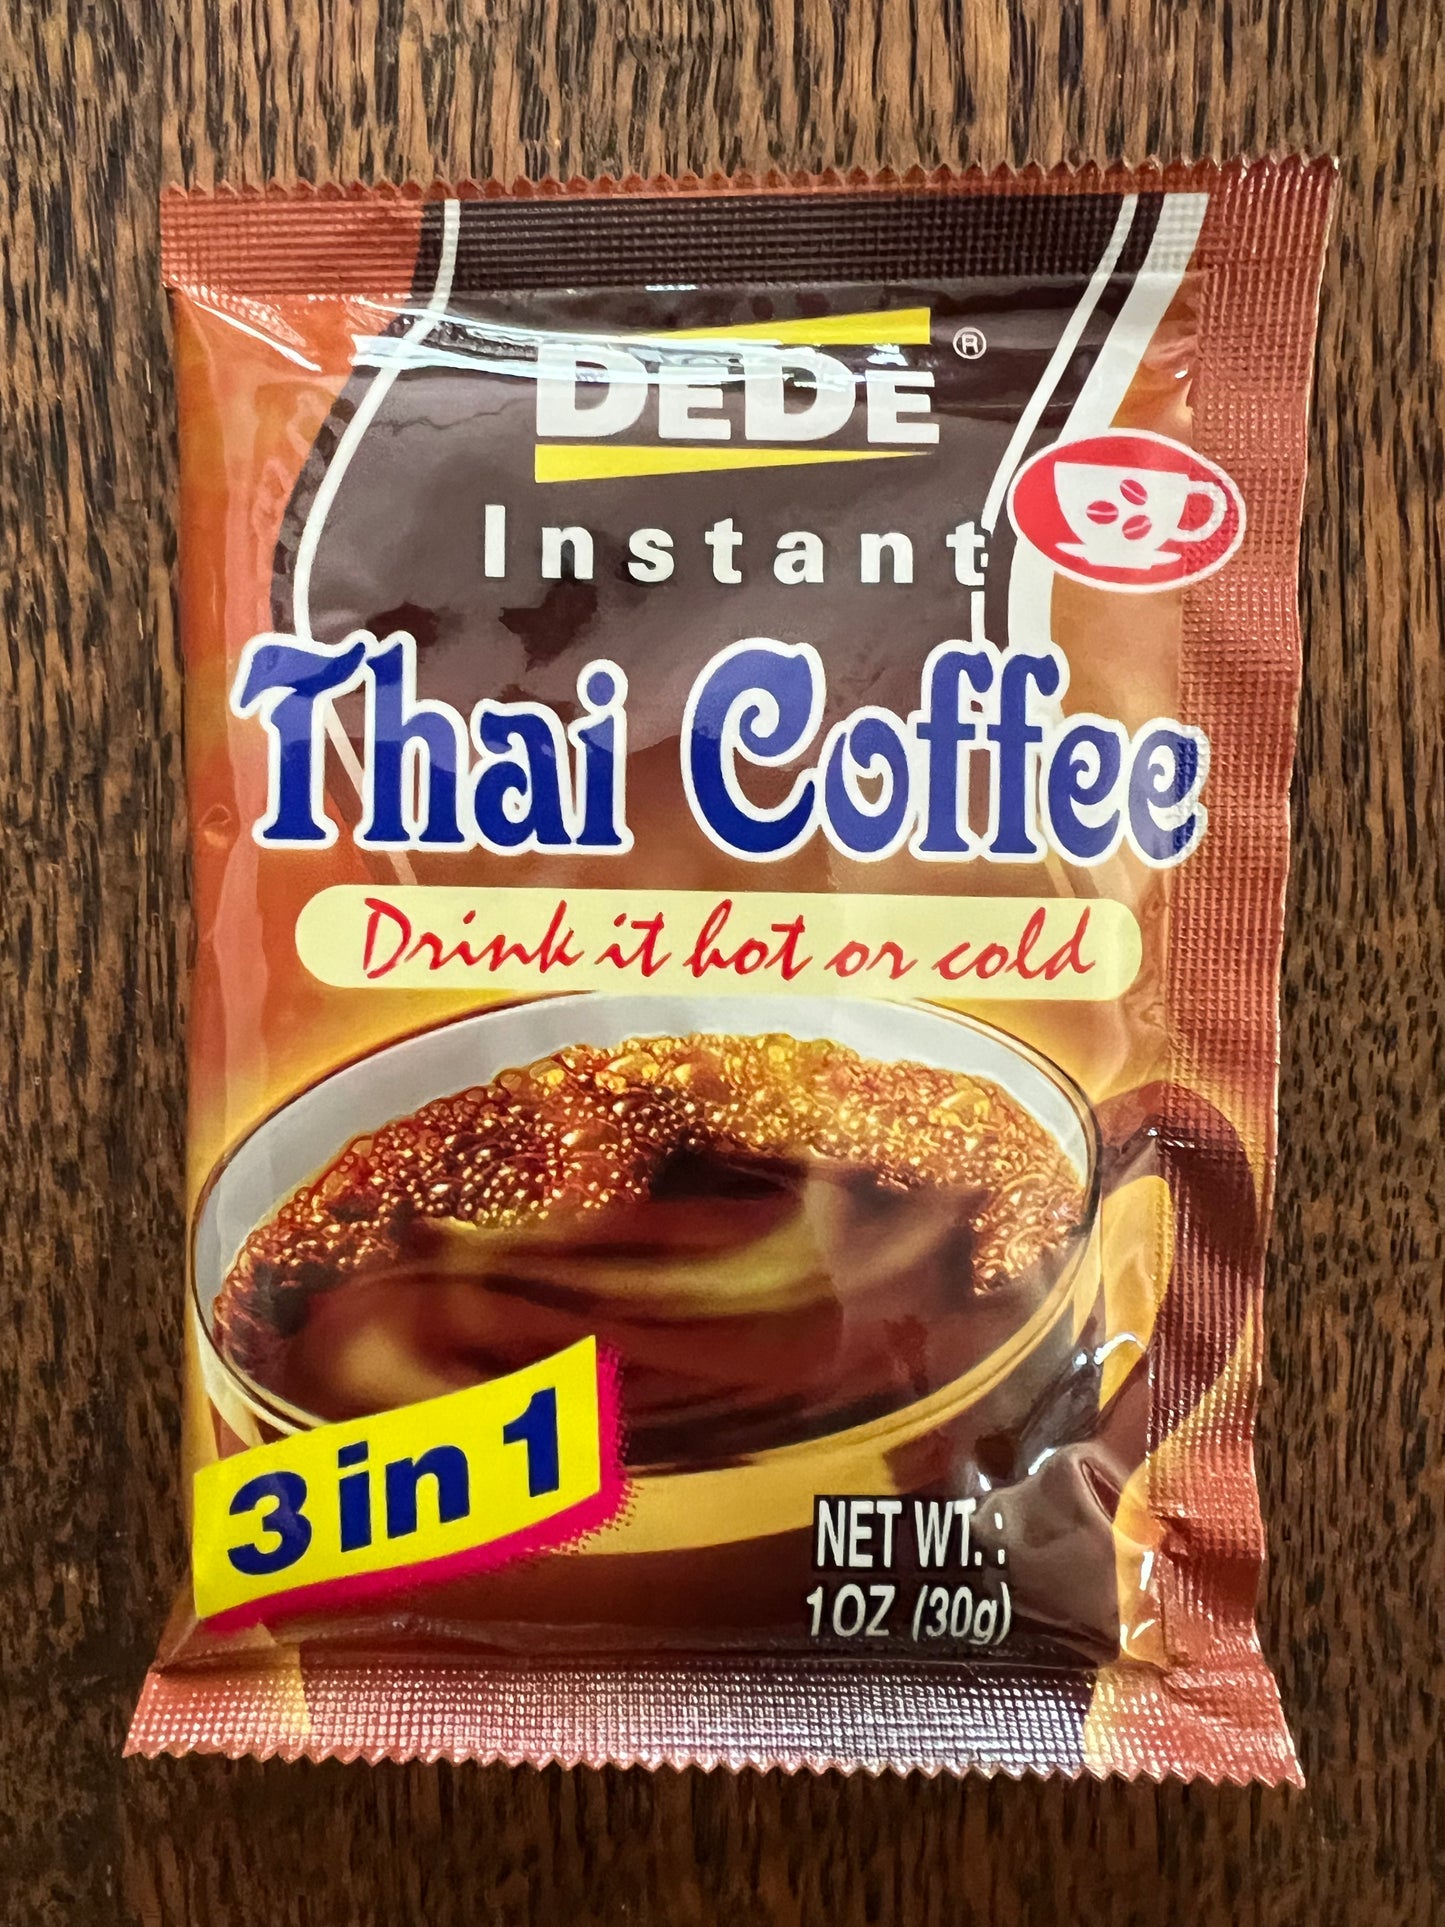 DEDE ®
Instant
Thai Coffee
Drink it hot or cold
3 in 1
NET WT. :
1OZ (30g)